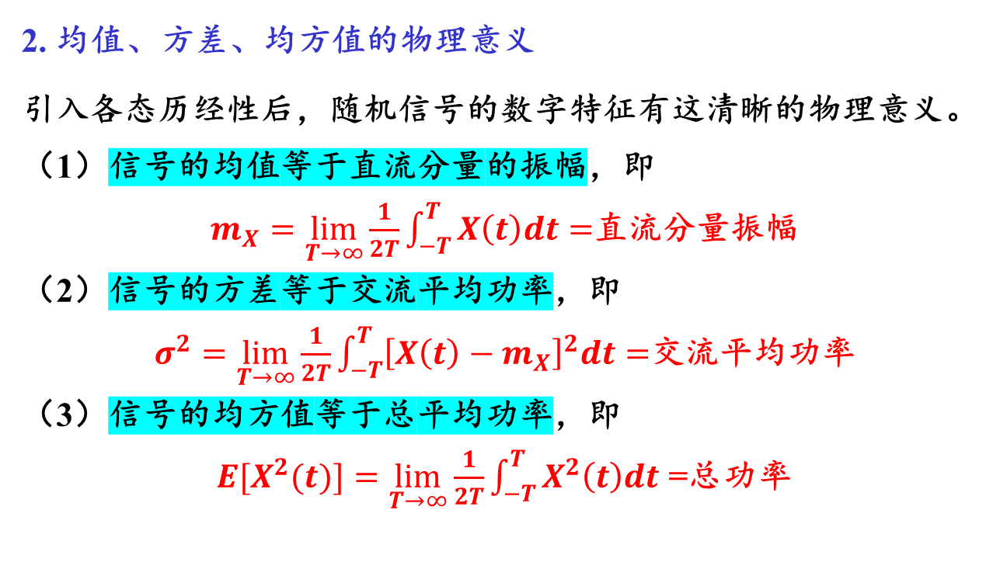 2. 均值、方差、均方值的物理意义
引入各态历经性后，随机信号的数字特征有这清晰的物理意义。
（1）信号的均值等于直流分量的振幅，即
$m_X = \lim_{T\to\infty} \frac{1}{2T} \int_{-T}^{T} X(t)dt$ =直流分量振幅
（2）信号的方差等于交流平均功率，即
$\sigma^2 = \lim_{T\to\infty} \frac{1}{2T} \int_{-T}^{T} [X(t) - m_X]^2 dt$ =交流平均功率
（3）信号的均方值等于总平均功率，即
$E[X^2(t)] = \lim_{T\to\infty} \frac{1}{2T} \int_{-T}^{T} X^2(t)dt$ =总功率